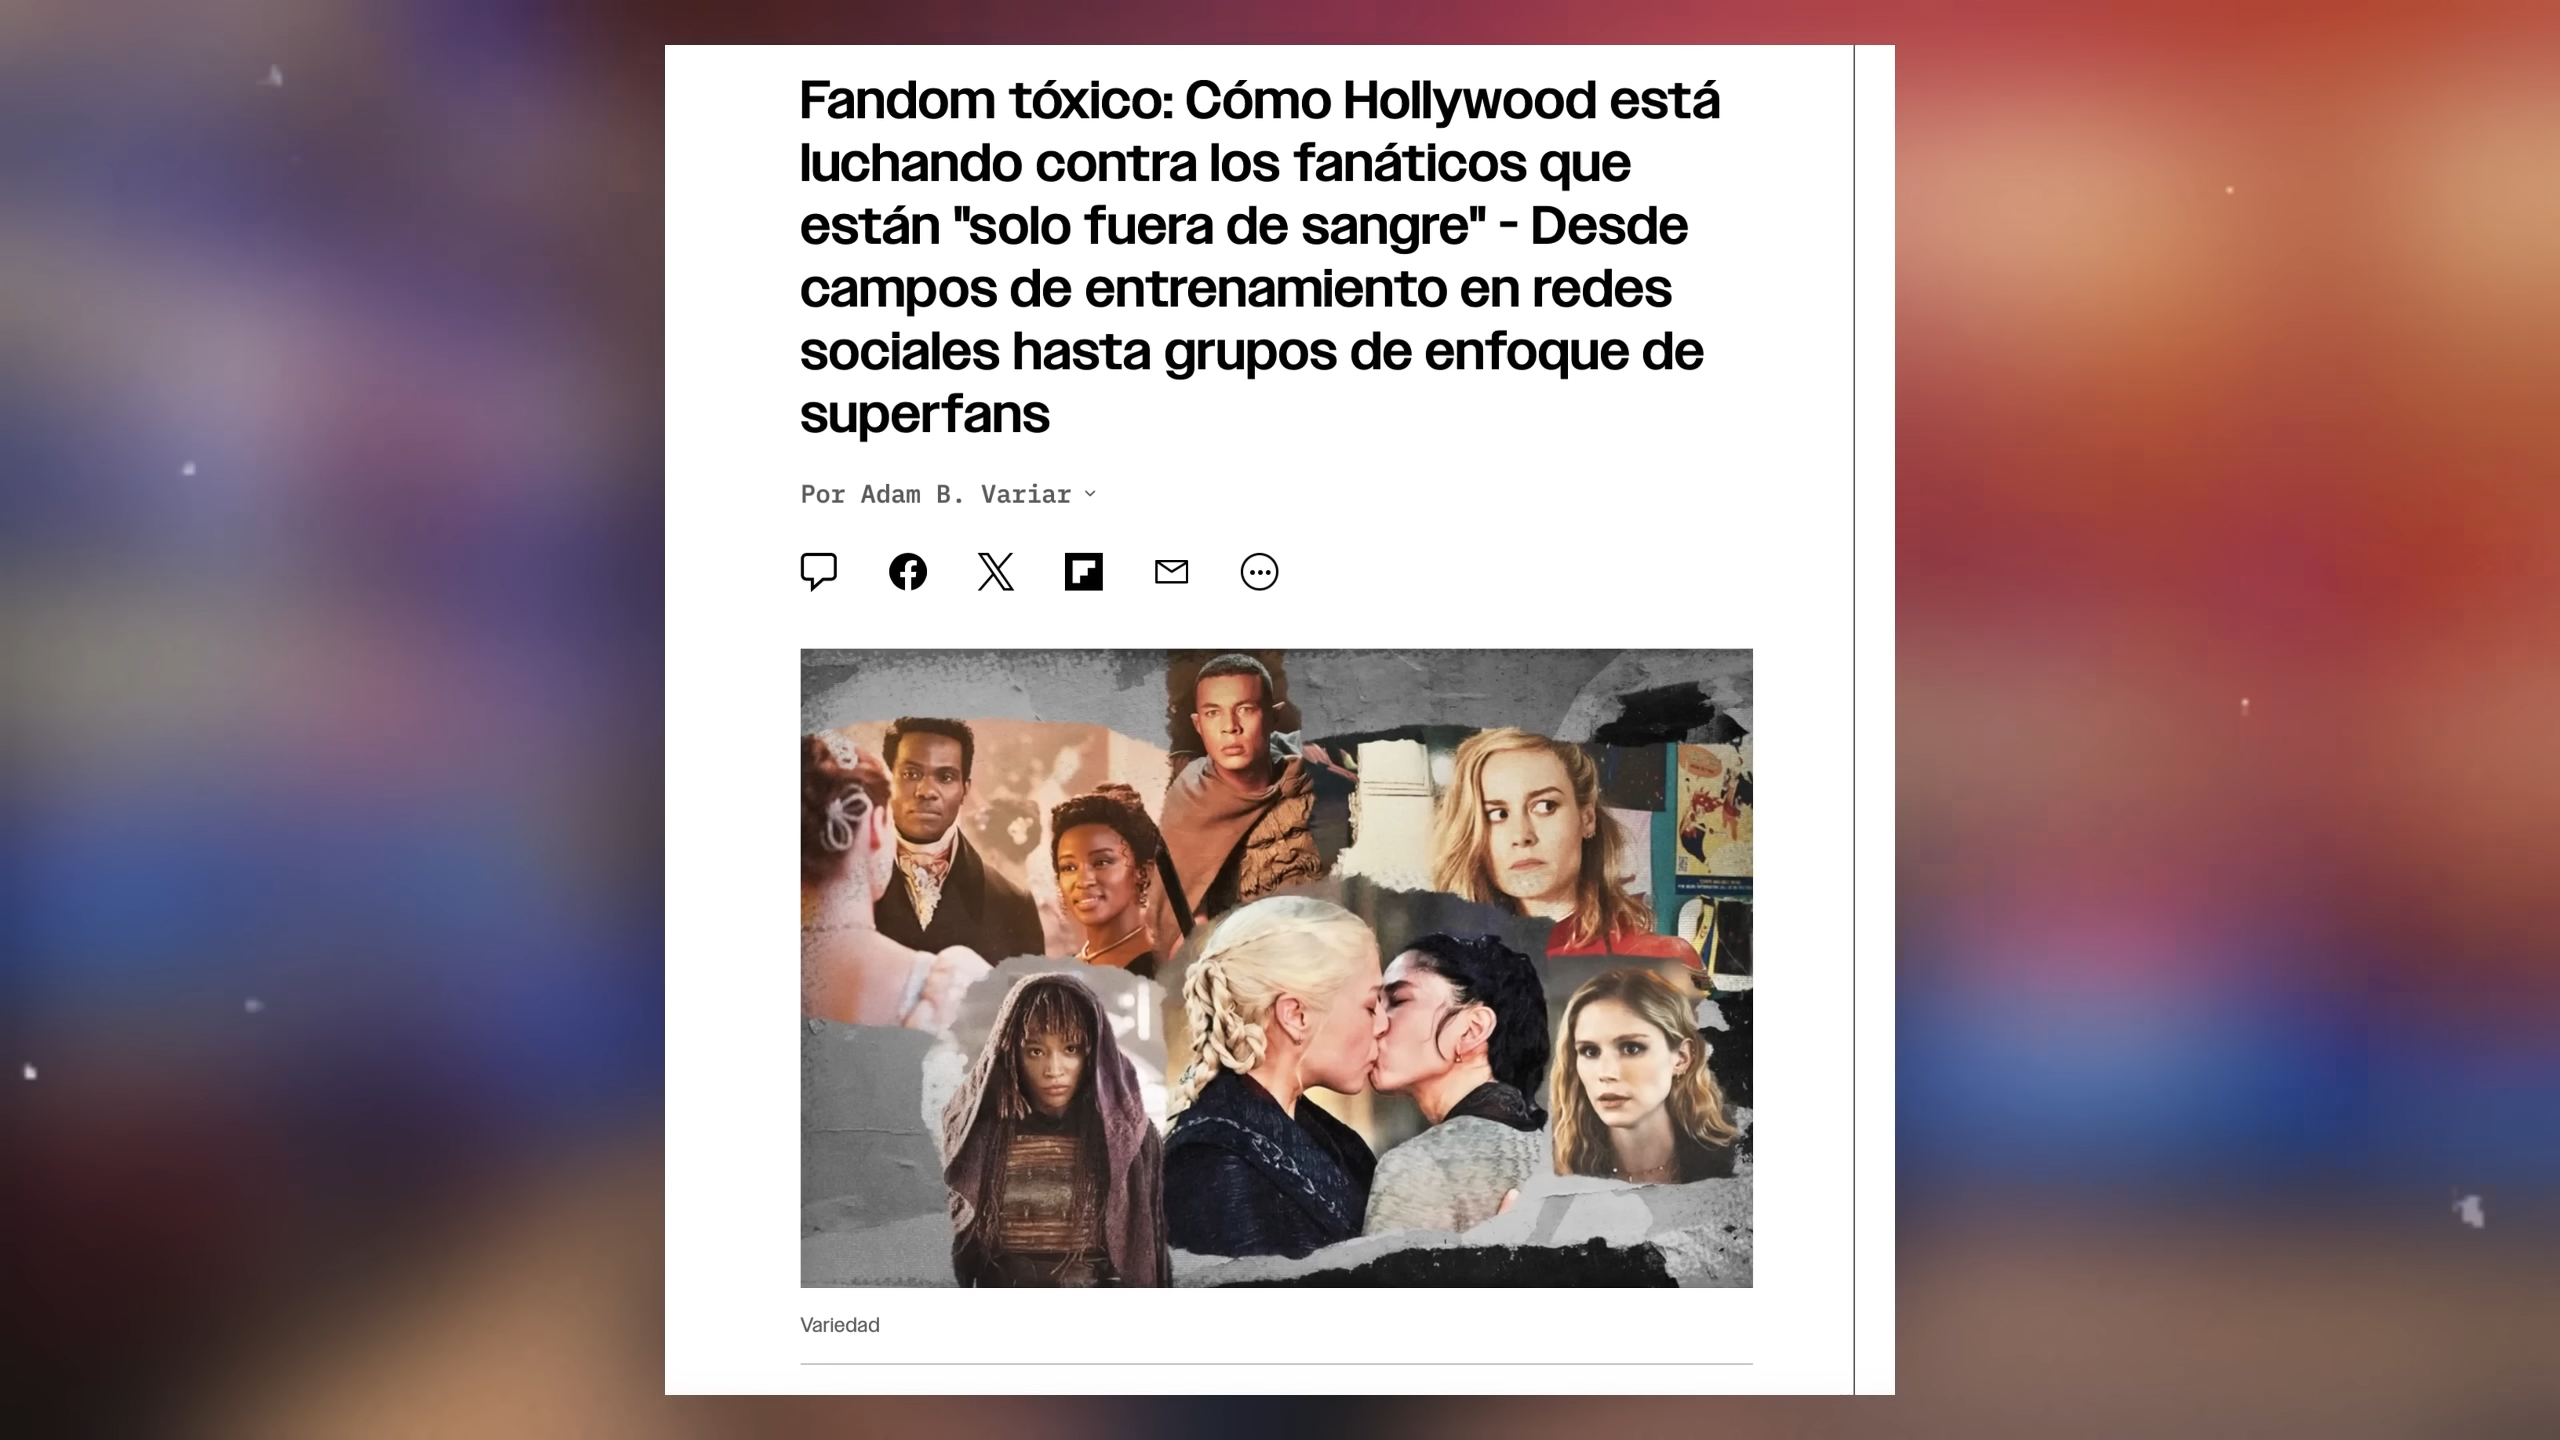 Fandom tóxico: Cómo Hollywood está
luchando contra los fanáticos que
están "solo fuera de sangre" - Desde
campos de entrenamiento en redes
sociales hasta grupos de enfoque de
superfans
Por Adam B. Variar
Variedad